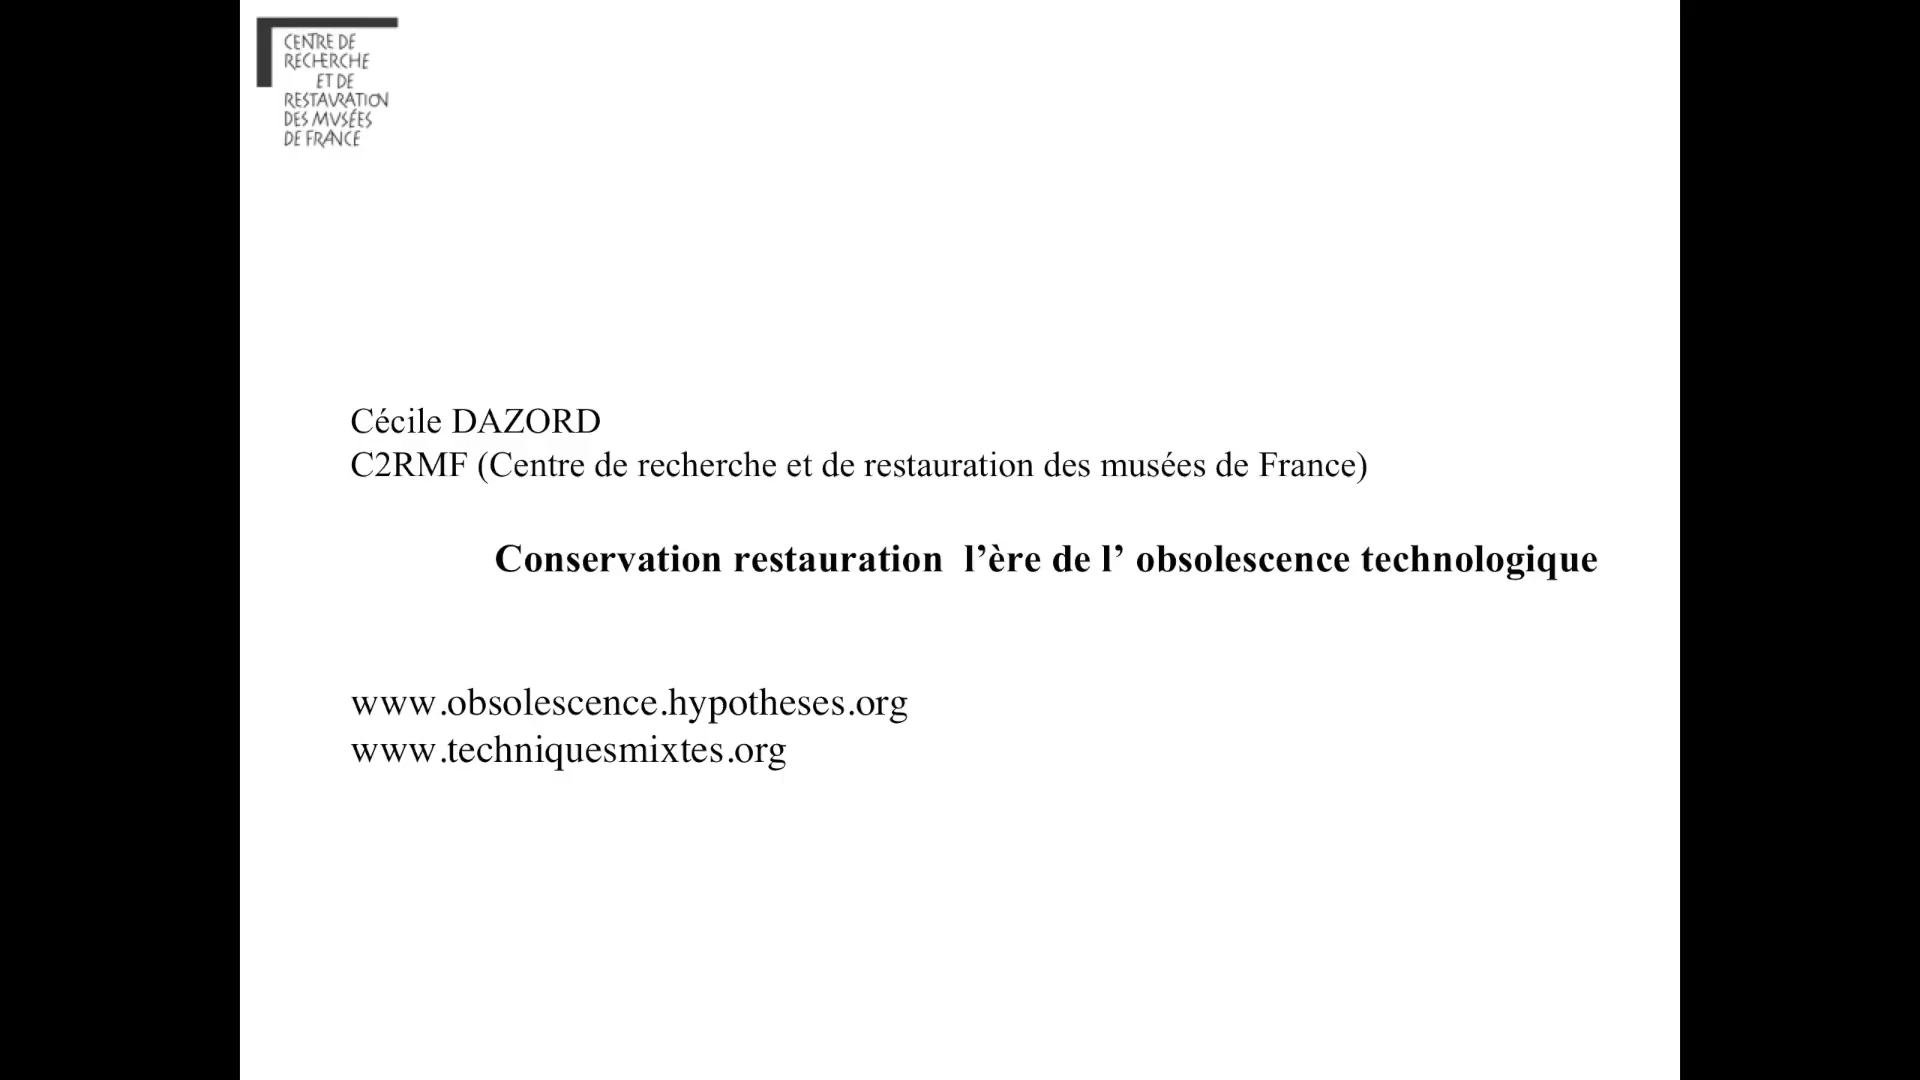 CENTRE DE
RECHERCHE
ET DE
RESTAURATION
DES MUSÉES
DE FRANCE
Cécile DAZORD
C2RMF (Centre de recherche et de restauration des musées de France)
Conservation restauration  l’ère de l’ obsolescence technologique
www.obsolescence.hypotheses.org
www.techniquesmixtes.org